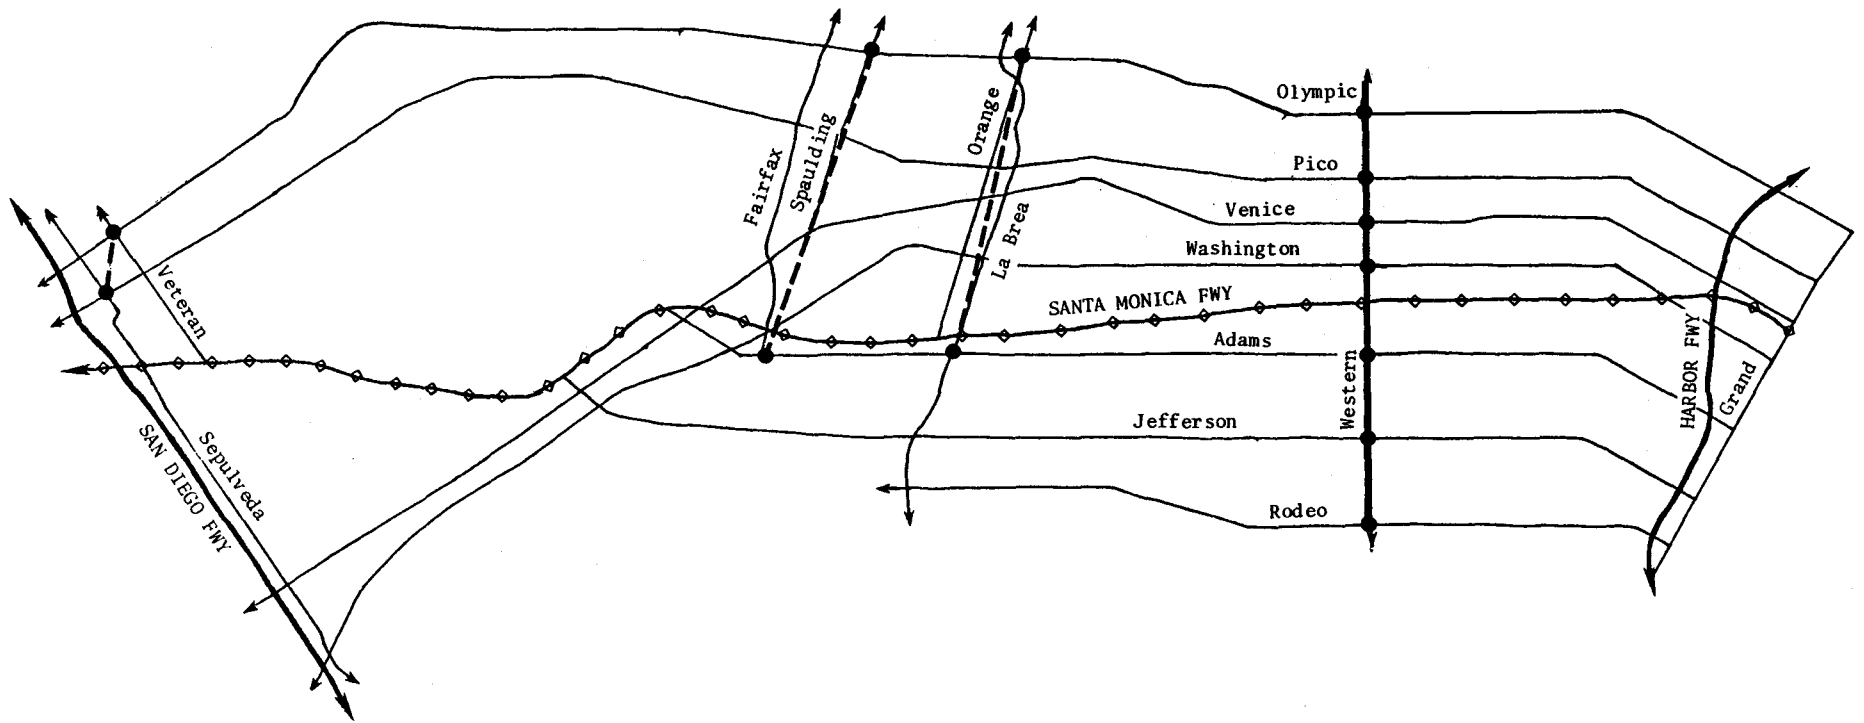 Olympic
Orange
Spaulding
Fairfax
Pico
Venice
La Brea
Washington
Veteran
SANTA MONICA FWY
Adams
Western
HARBOR FWY
Grand
Jefferson
Sepulveda
SAN DIEGO FWY
Rodeo